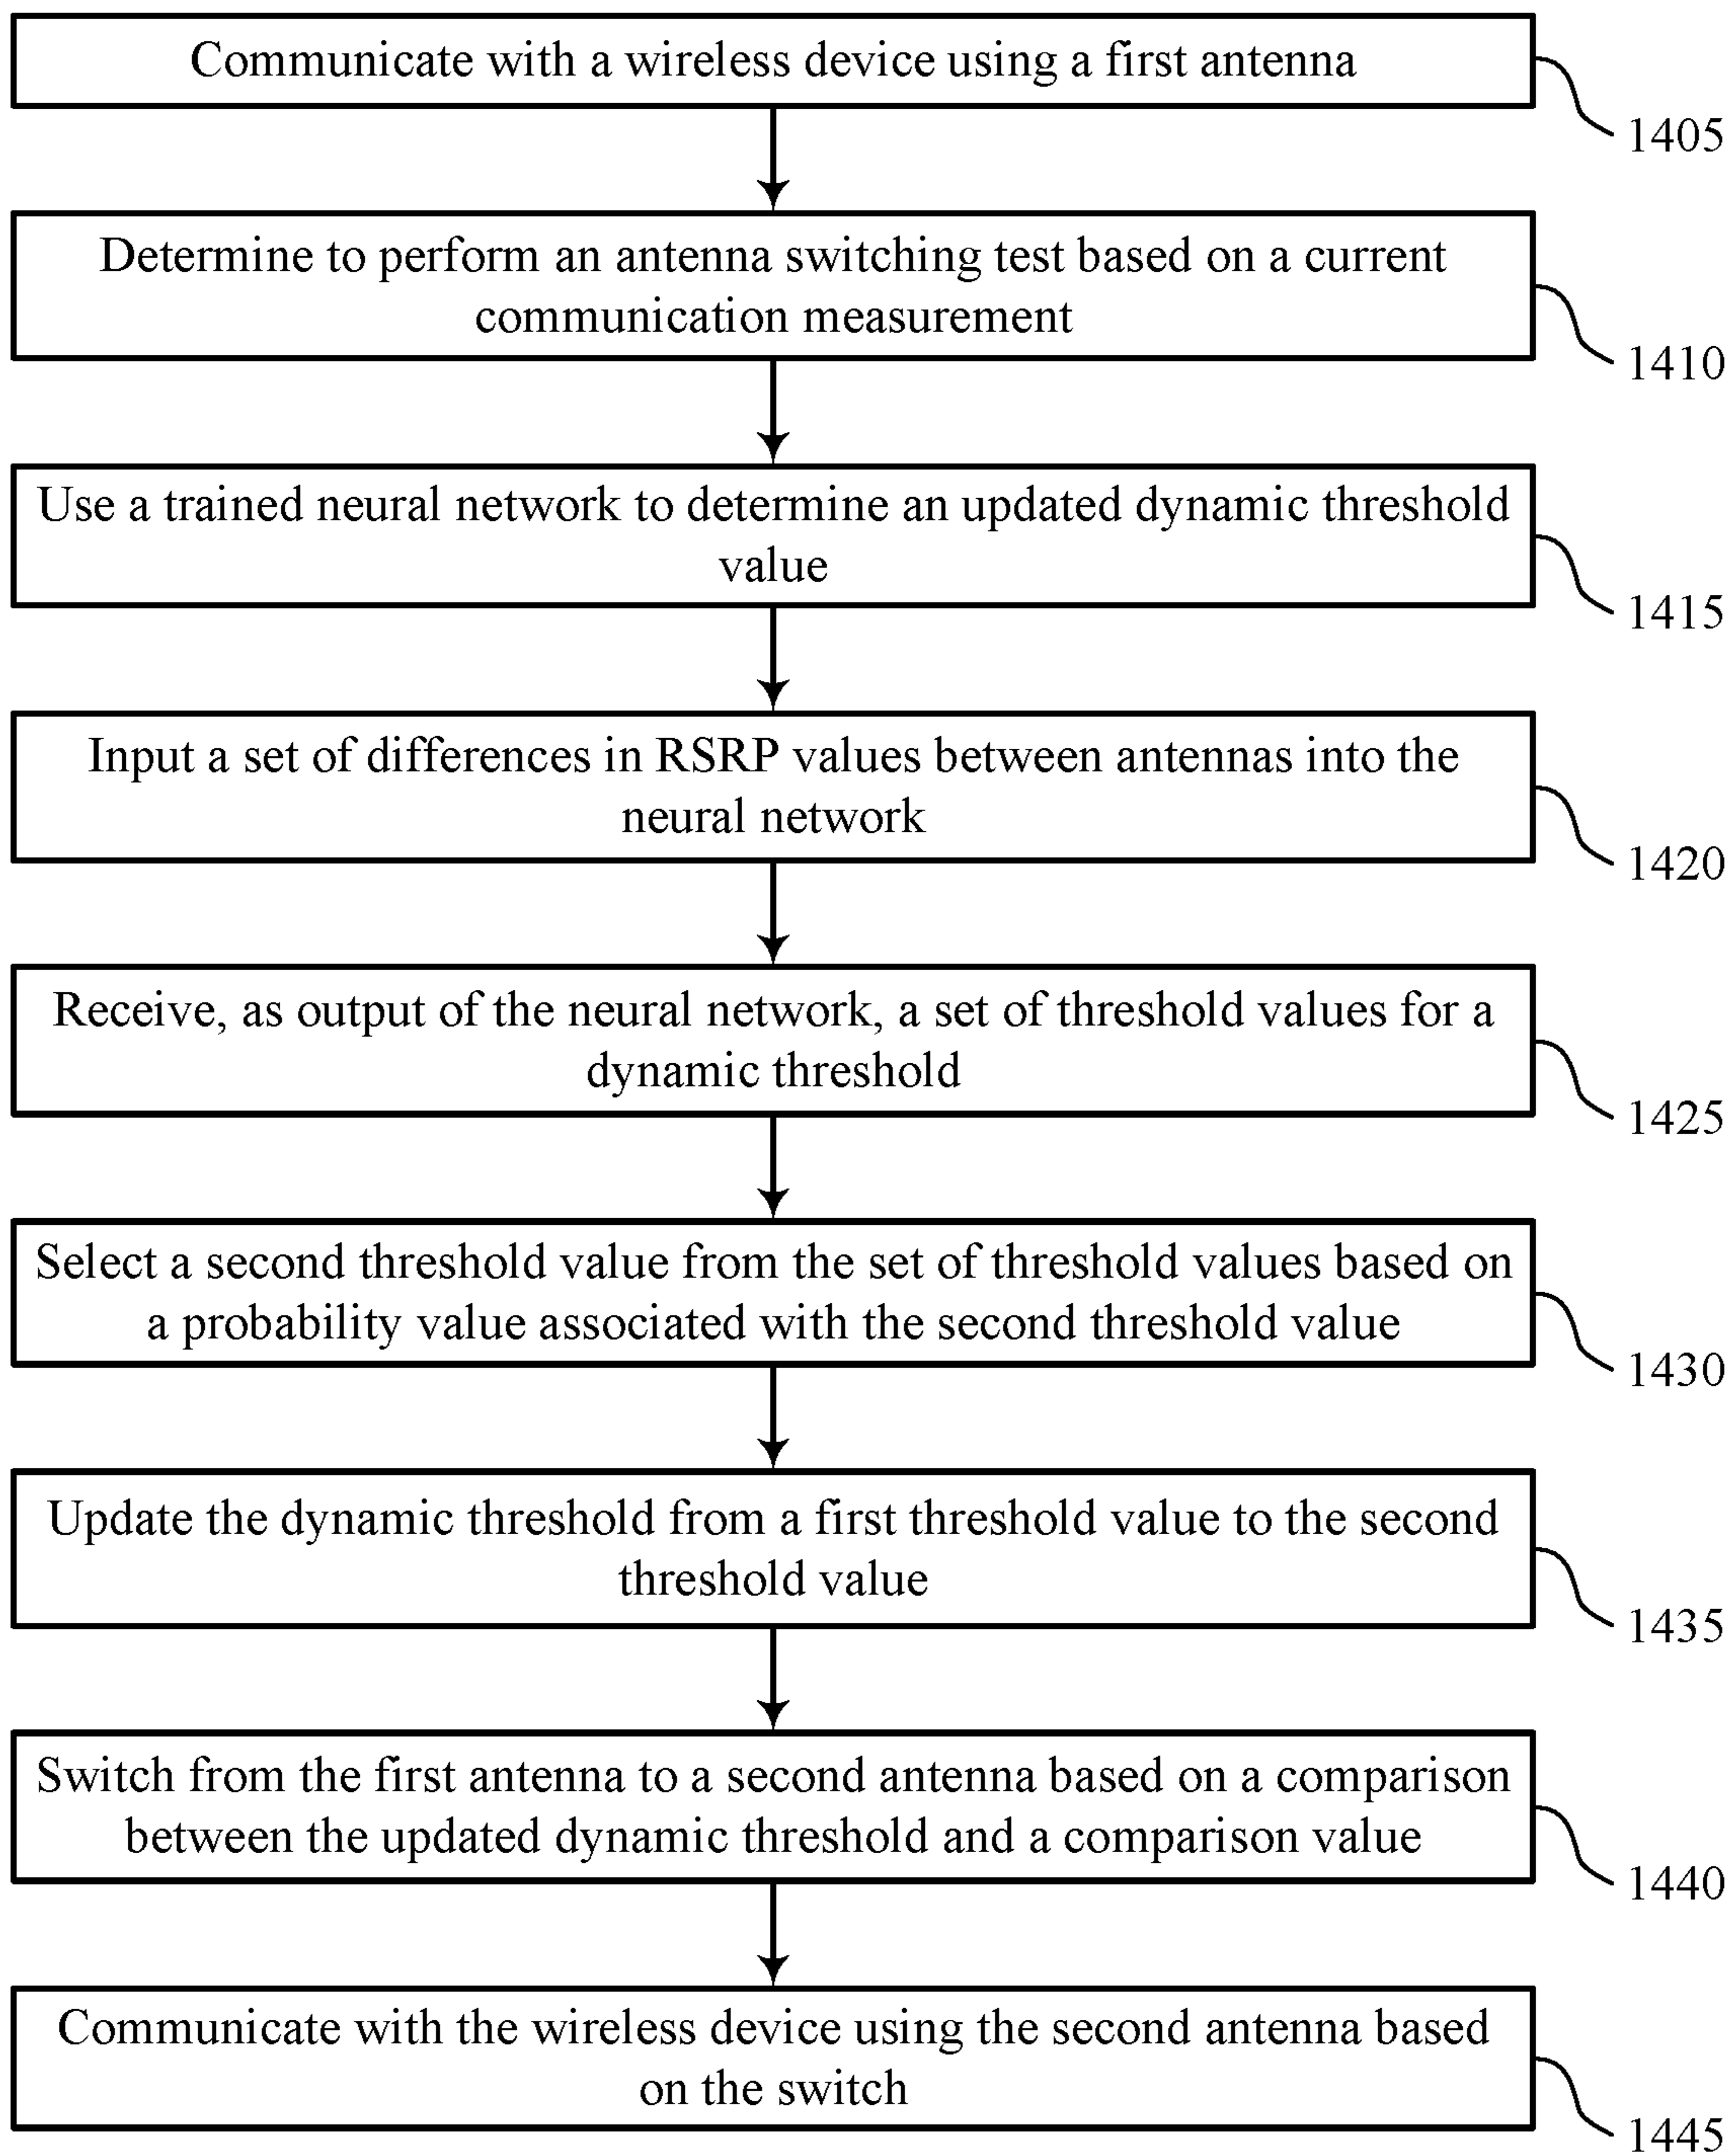 Communicate with a wireless device using a first antenna
1405
Determine to perform an antenna switching test based on a current
communication measurement
1410
Use a trained neural network to determine an updated dynamic threshold
value
1415
Input a set of differences in RSRP values between antennas into the
neural network
1420
Receive, as output of the neural network, a set of threshold values for a
dynamic threshold
1425
Select a second threshold value from the set of threshold values based on
a probability value associated with the second threshold value
1430
Update the dynamic threshold from a first threshold value to the second
threshold value
1435
Switch from the first antenna to a second antenna based on a comparison
between the updated dynamic threshold and a comparison value
1440
Communicate with the wireless device using the second antenna based
on the switch
1445